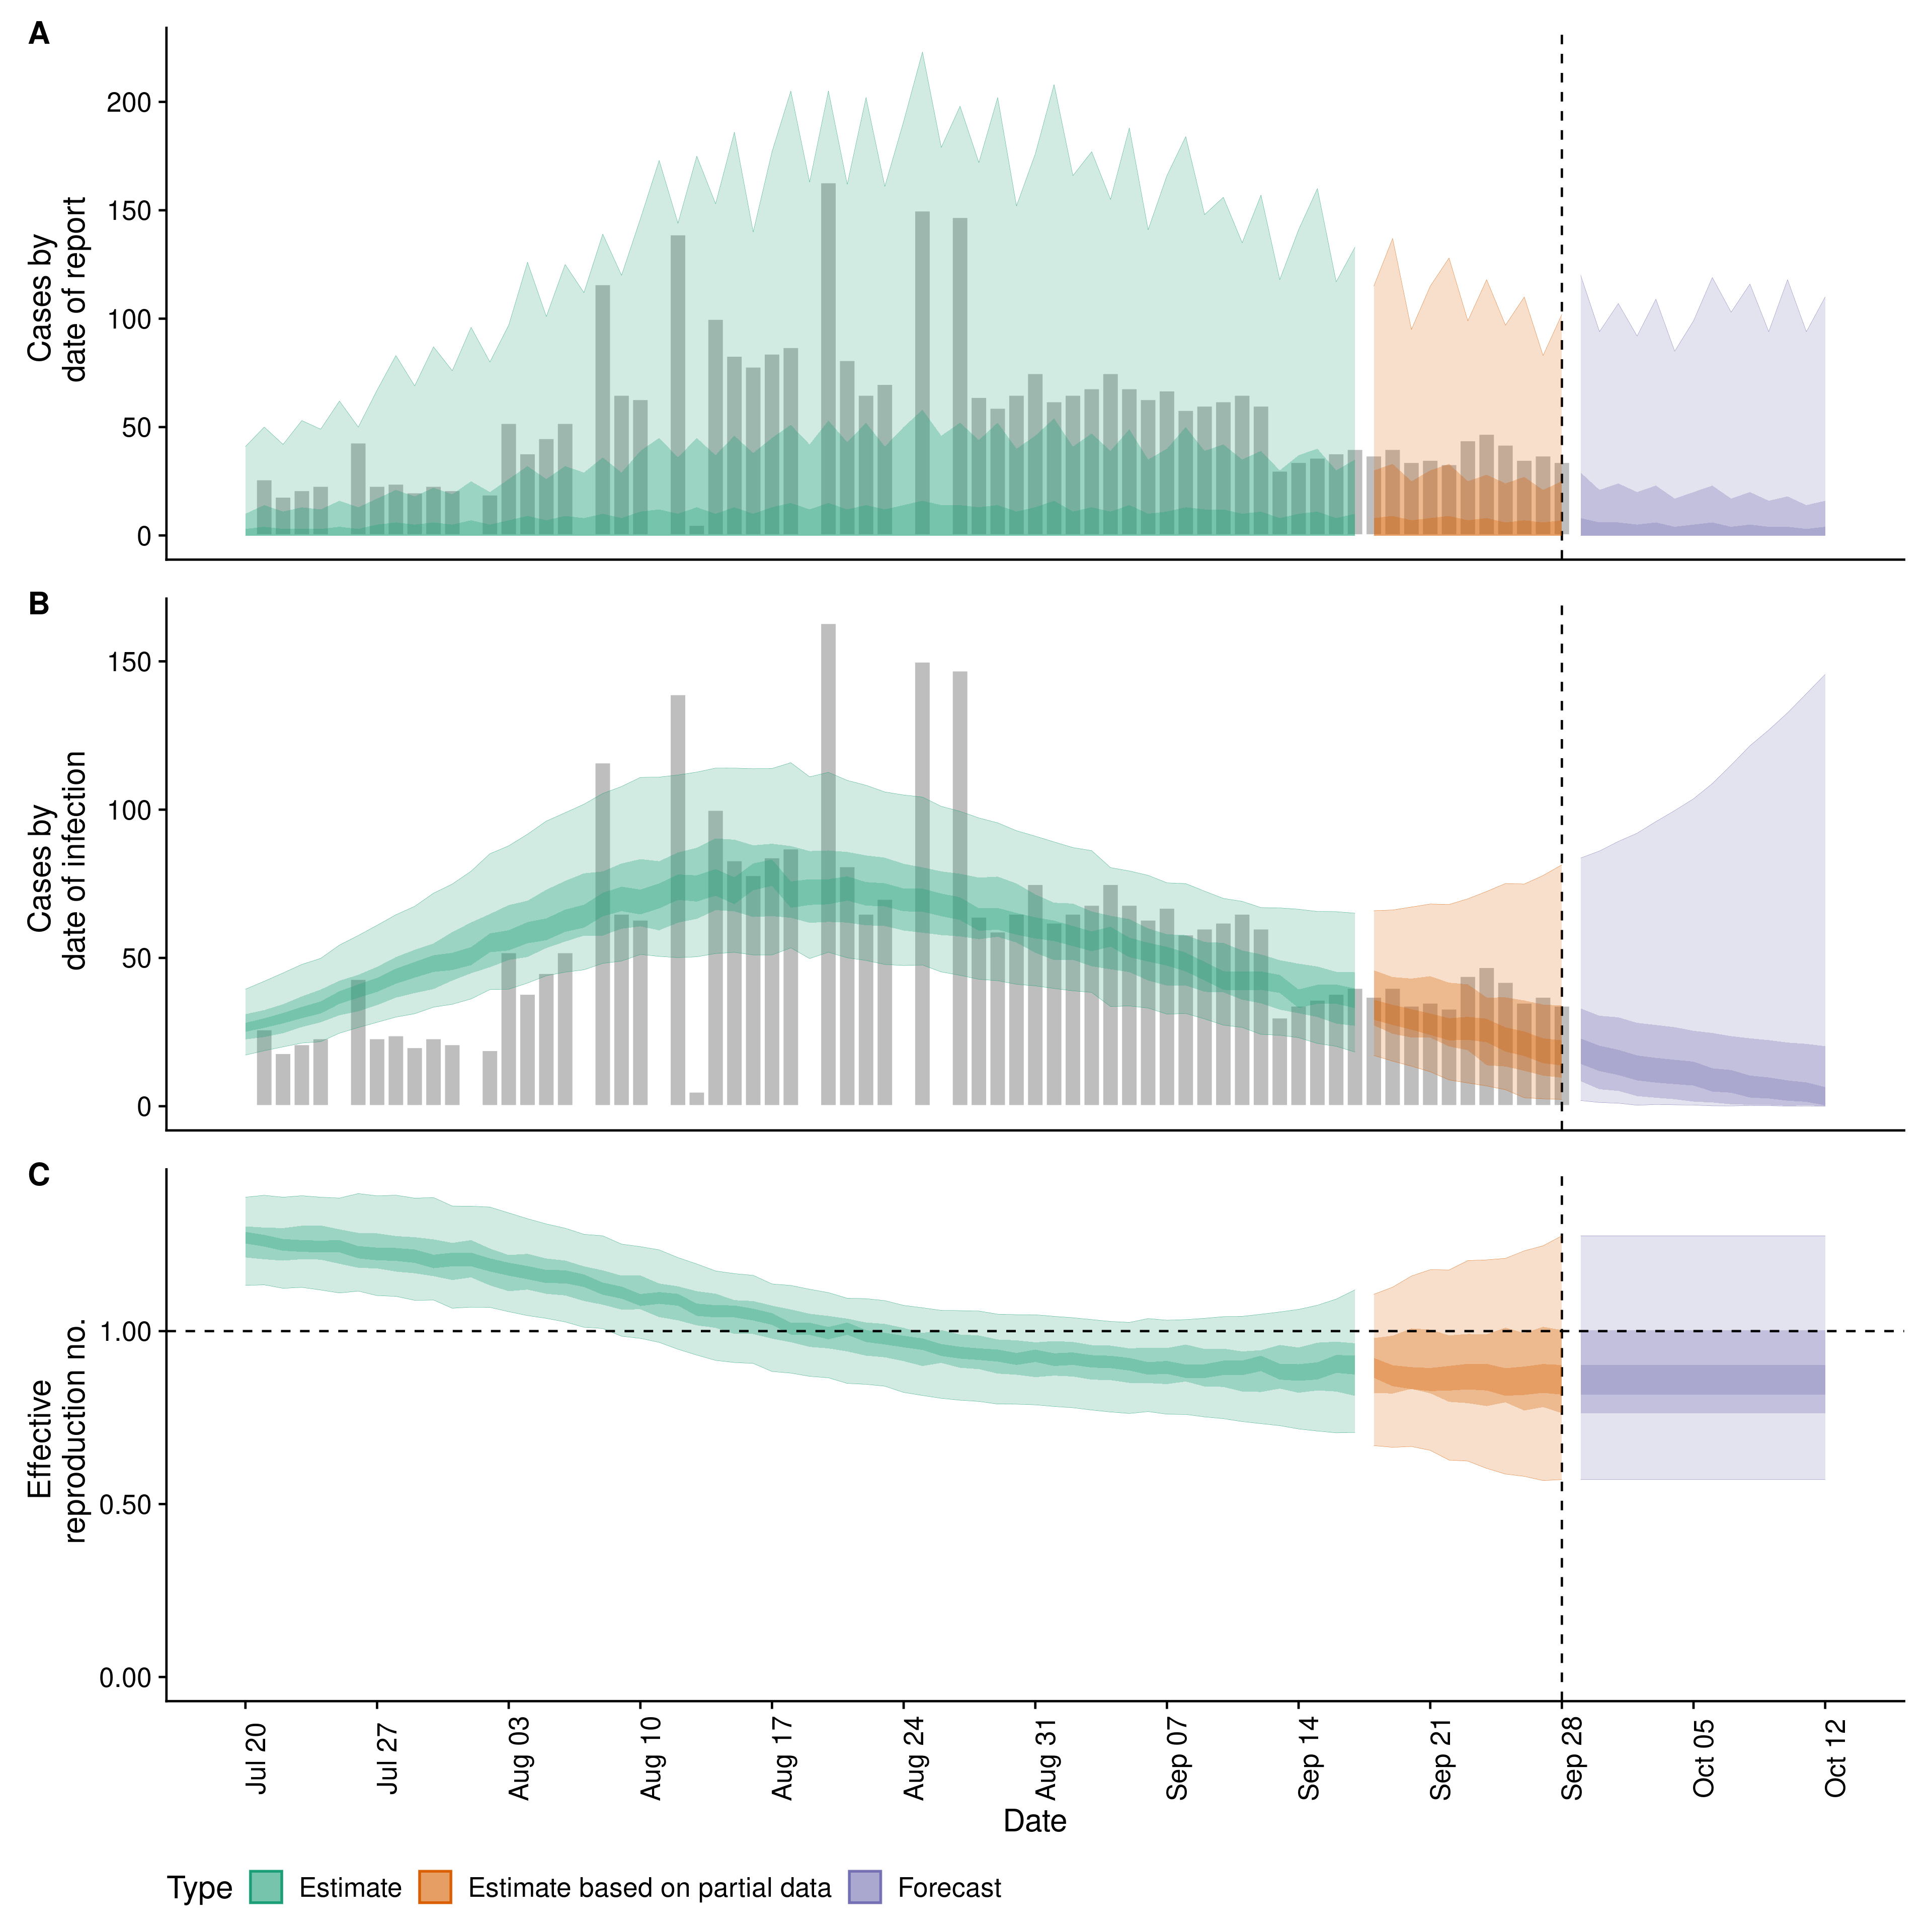 A
Cases by
date of report
200
150
100
50
0
B
Cases by
date of infection
150
100
50
0
C
Effective
reproduction no.
1.00
0.50
0.00
Jul 20
Jul 27
Aug 03
Aug 10
Aug 17
Aug 24
Aug 31
Sep 07
Sep 14
Sep 21
Sep 28
Oct 05
Oct 12
Date
Type Estimate Estimate based on partial data Forecast